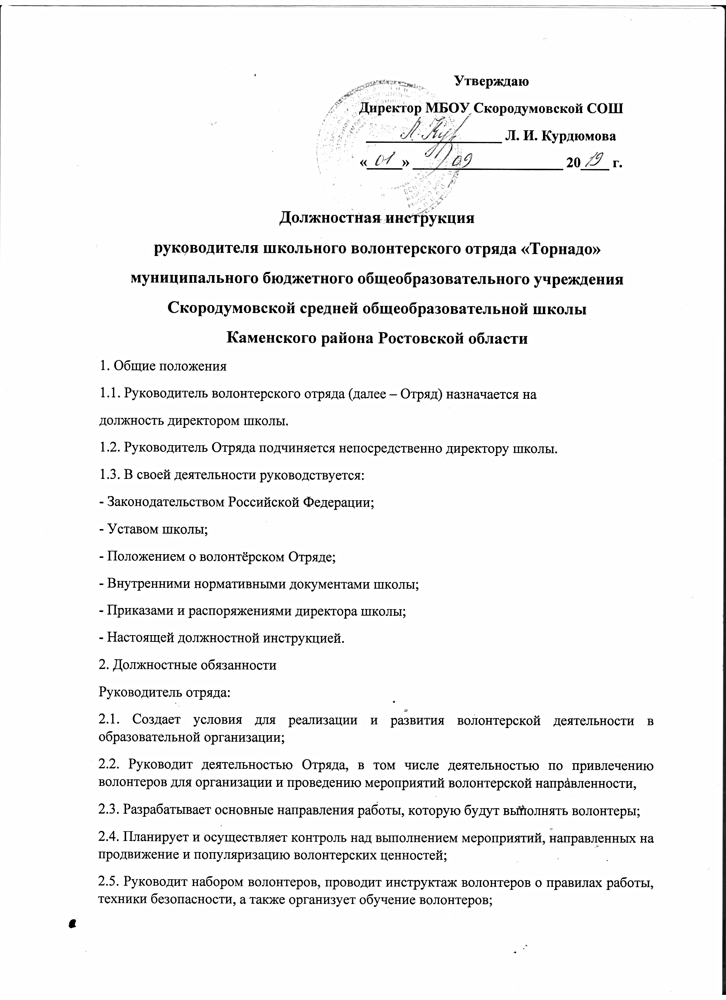 Утверждаю
Директор МБОУ Скородумовской СОШ
Л. И. Курдюмова
«01» 09 2019 г.
Должностная инструкция
руководителя школьного волонтерского отряда «Торнадо»
муниципального бюджетного общеобразовательного учреждения
Скородумовской средней общеобразовательной школы
Каменского района Ростовской области
1. Общие положения
1.1. Руководитель волонтерского отряда (далее – Отряд) назначается на
должность директором школы.
1.2. Руководитель Отряда подчиняется непосредственно директору школы.
1.3. В своей деятельности руководствуется:
- Законодательством Российской Федерации;
- Уставом школы;
- Положением о волонтёрском Отряде;
- Внутренними нормативными документами школы;
- Приказами и распоряжениями директора школы;
- Настоящей должностной инструкцией.
2. Должностные обязанности
Руководитель отряда:
2.1. Создает условия для реализации и развития волонтерской деятельности в
образовательной организации;
2.2. Руководит деятельностью Отряда, в том числе деятельностью по привлечению
волонтеров для организации и проведению мероприятий волонтерской направленности,
2.3. Разрабатывает основные направления работы, которую будут выполнять волонтеры;
2.4. Планирует и осуществляет контроль над выполнением мероприятий, направленных на
продвижение и популяризацию волонтерских ценностей;
2.5. Руководит набором волонтеров, проводит инструктаж волонтеров о правилах работы,
техники безопасности, а также организует обучение волонтеров;